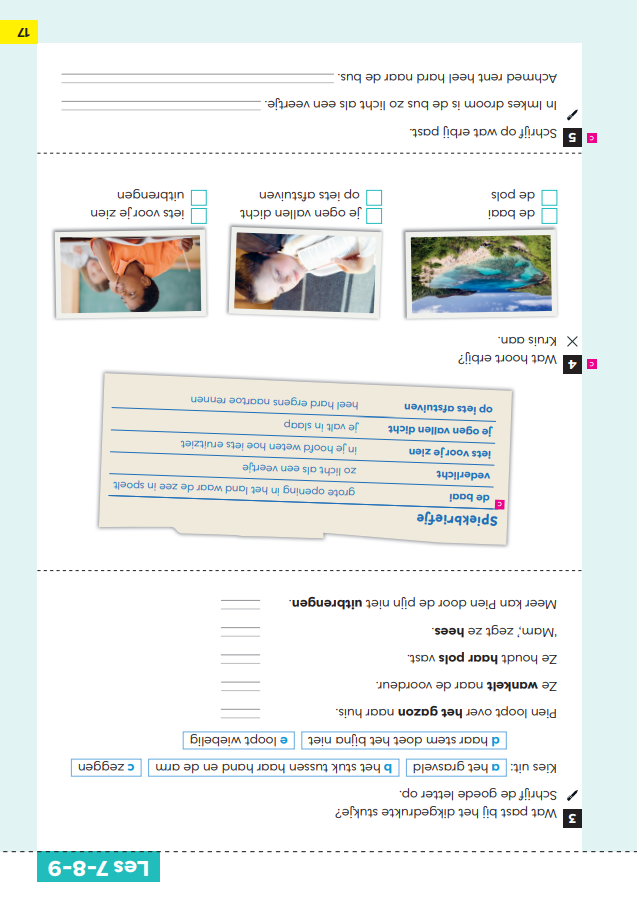 Les 7-8-9
3 Wat past bij het dikgedrukte stukje?
Schrijf de goede letter op.
Kies uit: a het grasveld b het stuk tussen haar hand en de arm c zeggen
d haar stem doet het bijna niet e loopt wiebelig
Pien loopt over het gazon naar huis.
Ze wankelt naar de voordeur.
Ze houdt haar pols vast.
'Mam,' zegt ze hees.
Meer kan Pien door de pijn niet uitbrengen.
Spiekbriefje
c
de baai grote opening in het land waar de zee in spoelt
vederlicht zo licht als een veertje
iets voor je zien in je hoofd weten hoe iets eruitziet
je ogen vallen dicht je valt in slaap
op iets afstuiven heel hard ergens naartoe rennen
c 4 Wat hoort erbij?
Kruis aan.
de baai
de pols
je ogen vallen dicht
op iets afstuiven
iets voor je zien
uitbrengen
c 5 Schrijf op wat erbij past.
In Imkes droom is de bus zo licht als een veertje.
Achmed rent heel hard naar de bus.
17